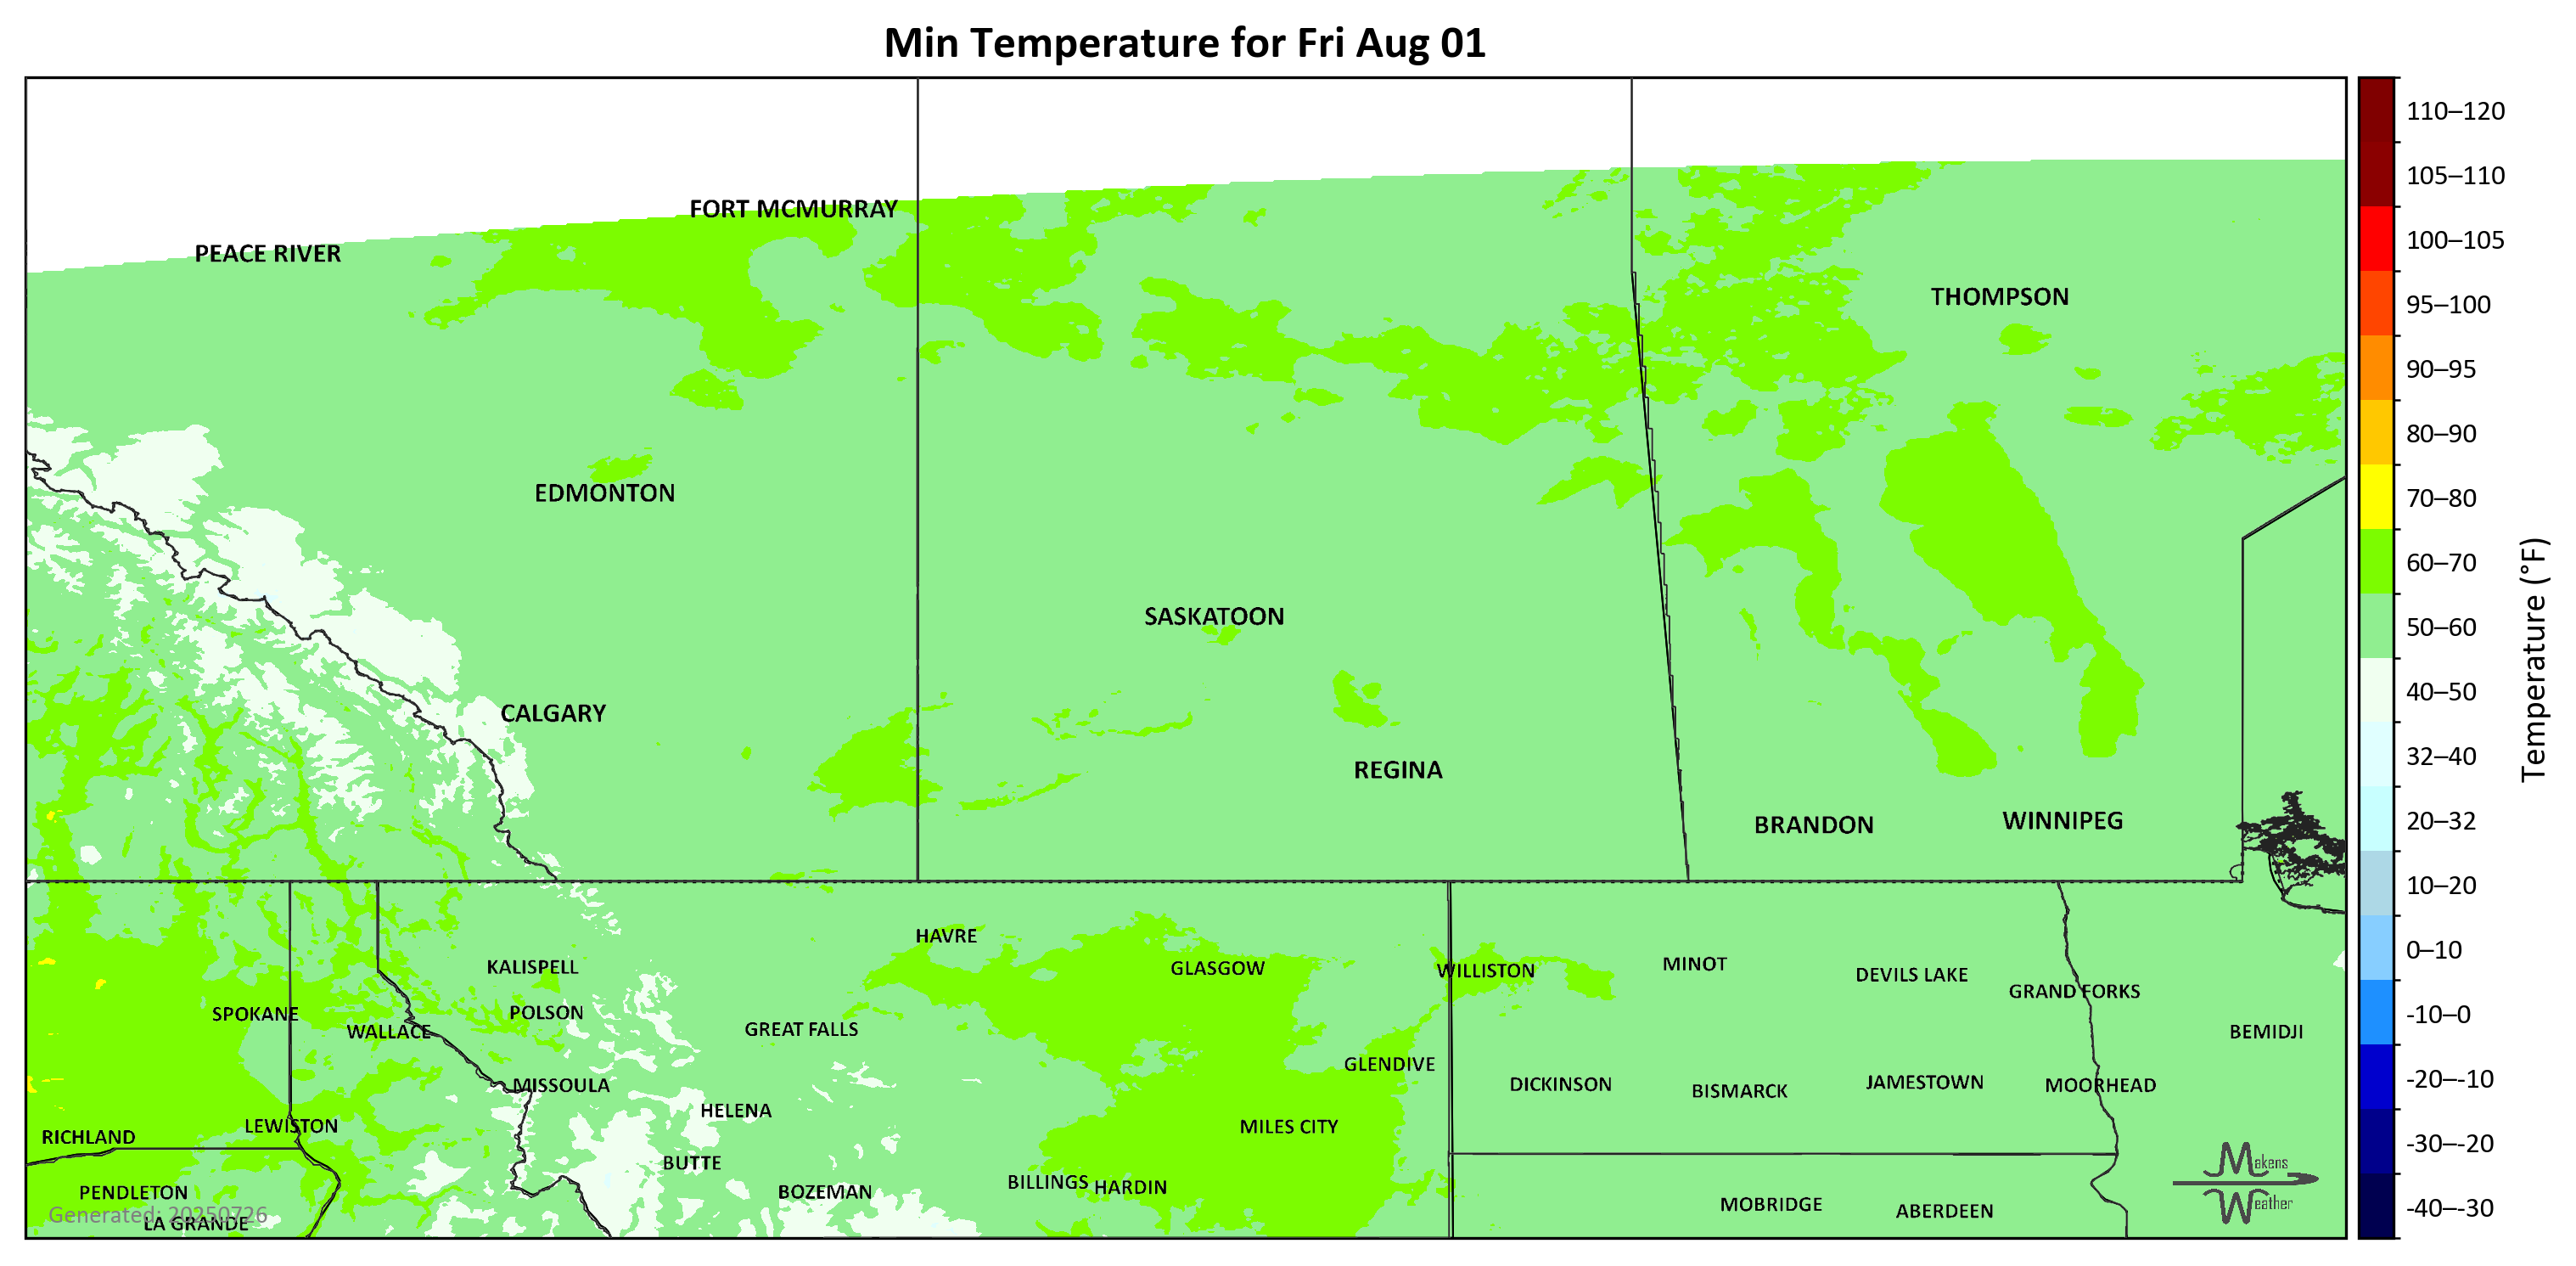 Min Temperature for Fri Aug 01
110–120
105–110
FORT MCMURRAY
100–105
PEACE RIVER
THOMPSON
95–100
90–95
80–90
EDMONTON
70–80
60–70
SASKATOON
50–60
CALGARY
40–50
32–40
REGINA
Temperature (°F)
BRANDON
WINNIPEG
20–32
10–20
HAVRE
0–10
KALISPELL
GLASGOW
WILLISTON
MINOT
DEVILS LAKE
GRAND FORKS
SPOKANE
POLSON
-10–0
WALLACE
GREAT FALLS
BEMIDJI
GLENDIVE
-20–-10
MISSOULA
DICKINSON
BISMARCK
JAMESTOWN
MOORHEAD
HELENA
RICHLAND
LEWISTON
MILES CITY
-30–-20
BUTTE
Makens
Weather
PENDLETON
BOZEMAN
BILLINGS
HARDIN
MOBRIDGE
ABERDEEN
-40–-30
Generated: 20250726
LA GRANDE